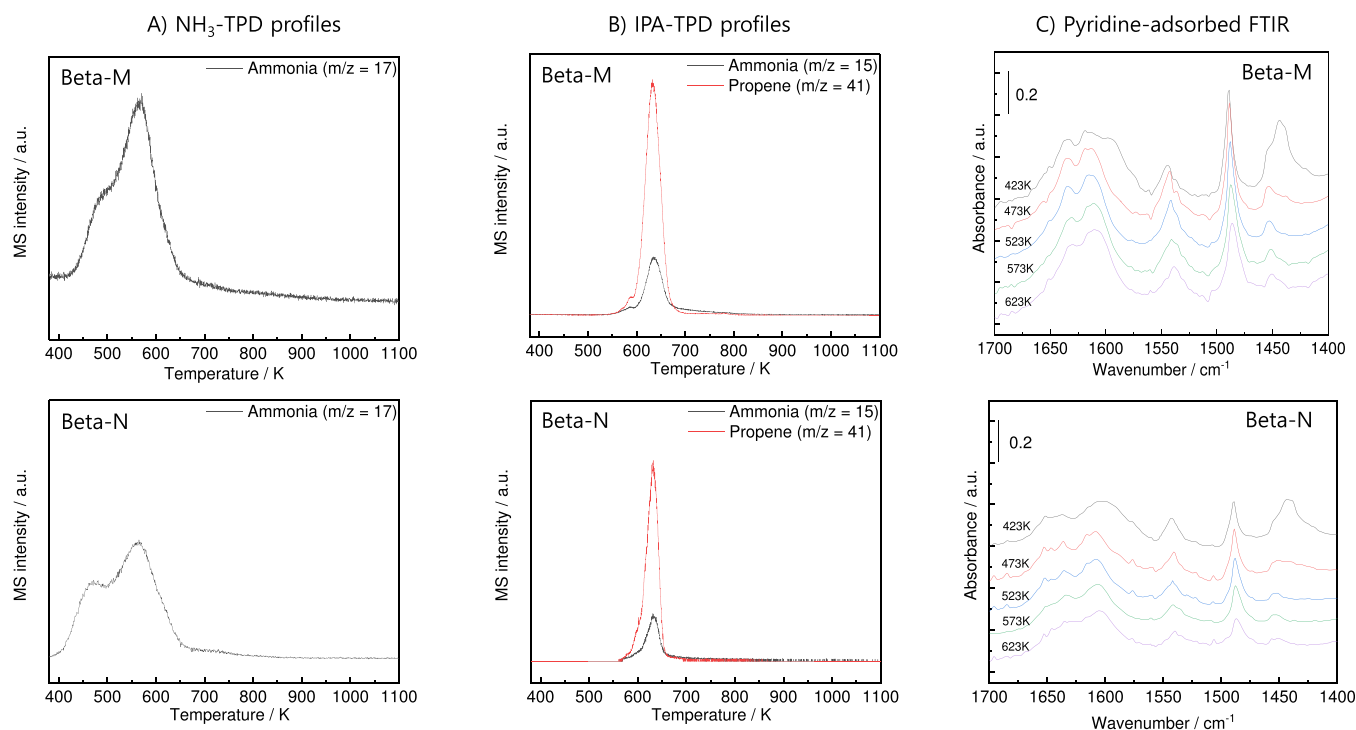 A) NH3-TPD profiles
B) IPA-TPD profiles
C) Pyridine-adsorbed FTIR
Beta-M
Ammonia (m/z = 17)
MS intensity / a.u.
400 500 600 700 800 900 1000 1100
Temperature / K
Beta-M
Ammonia (m/z = 15)
Propene (m/z = 41)
MS intensity / a.u.
400 500 600 700 800 900 1000 1100
Temperature / K
Beta-M
0.2
423K
473K
523K
573K
623K
Absorbance / a.u.
1700 1650 1600 1550 1500 1450 1400
Wavenumber / cm-1
Beta-N
Ammonia (m/z = 17)
MS intensity / a.u.
400 500 600 700 800 900 1000 1100
Temperature / K
Beta-N
Ammonia (m/z = 15)
Propene (m/z = 41)
MS intensity / a.u.
400 500 600 700 800 900 1000 1100
Temperature / K
Beta-N
0.2
423K
473K
523K
573K
623K
Absorbance / a.u.
1700 1650 1600 1550 1500 1450 1400
Wavenumber / cm-1